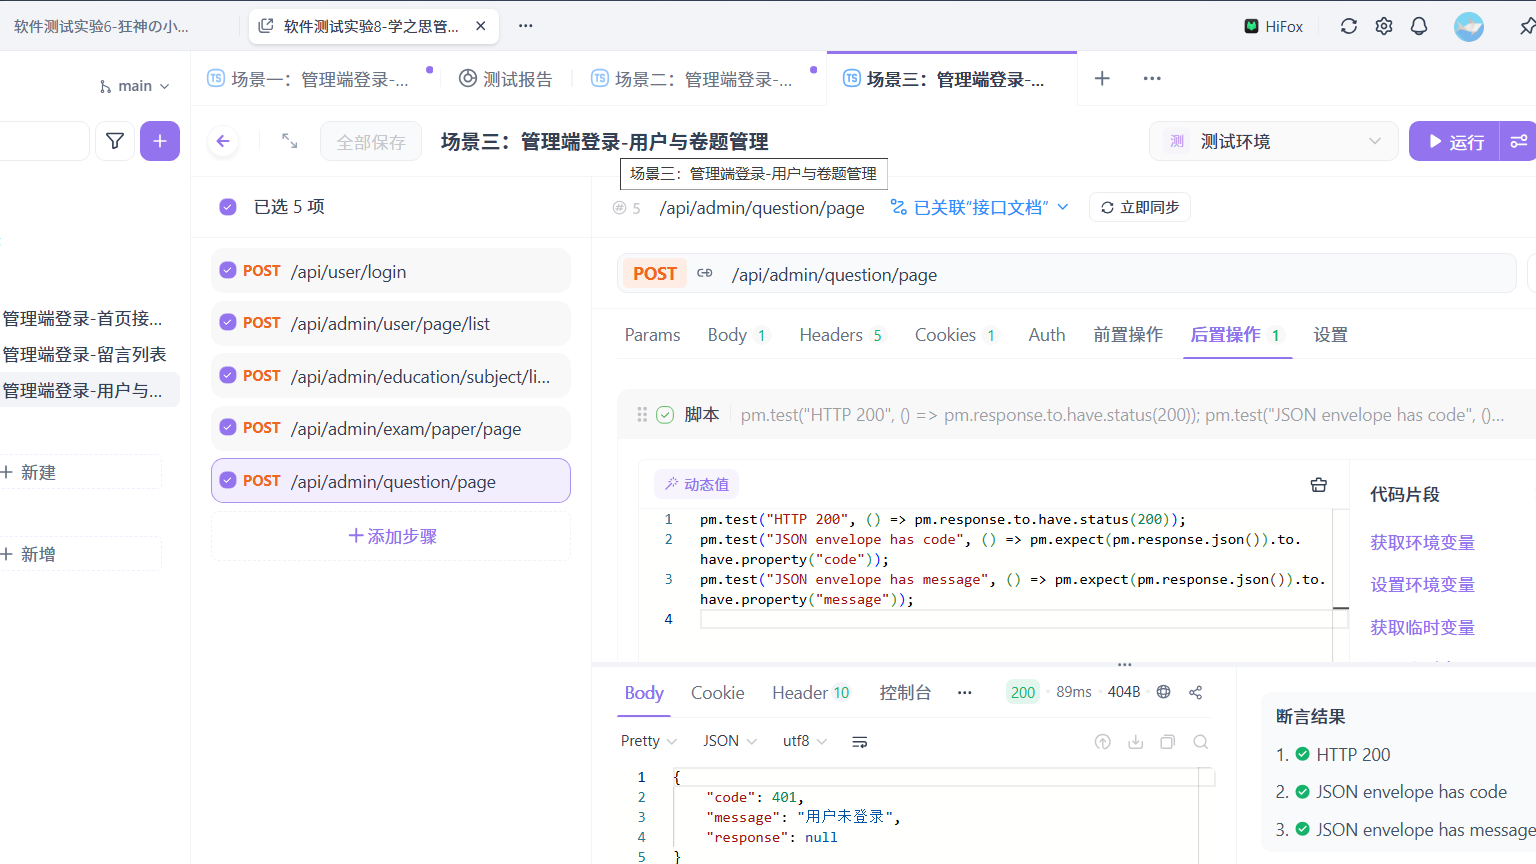 软件测试实验6-狂神の小...
软件测试实验8-学之思管...
HiFox
main
场景一：管理端登录-...
测试报告
场景二：管理端登录-...
场景三：管理端登录-...
全部保存
场景三：管理端登录-用户与卷题管理
测 测试环境
运行
场景三：管理端登录-用户与卷题管理
已选 5 项
5 /api/admin/question/page
已关联“接口文档”
立即同步
POST /api/user/login
POST /api/admin/user/page/list
POST /api/admin/education/subject/li...
POST /api/admin/exam/paper/page
POST /api/admin/question/page
添加步骤
管理端登录-首页接...
管理端登录-留言列表
管理端登录-用户与...
新建
新增
POST /api/admin/question/page
Params Body 1 Headers 5 Cookies 1 Auth 前置操作 后置操作 1 设置
脚本 pm.test("HTTP 200", () => pm.response.to.have.status(200)); pm.test("JSON envelope has code", ()...
动态值
1 pm.test("HTTP 200", () => pm.response.to.have.status(200));
2 pm.test("JSON envelope has code", () => pm.expect(pm.response.json()).to.
have.property("code"));
3 pm.test("JSON envelope has message", () => pm.expect(pm.response.json()).to.
have.property("message"));
4
代码片段
获取环境变量
设置环境变量
获取临时变量
Body Cookie Header 10 控制台
200 89ms 404B
Pretty JSON utf8
1 {
2 "code": 401,
3 "message": "用户未登录",
4 "response": null
5 }
断言结果
1. HTTP 200
2. JSON envelope has code
3. JSON envelope has message